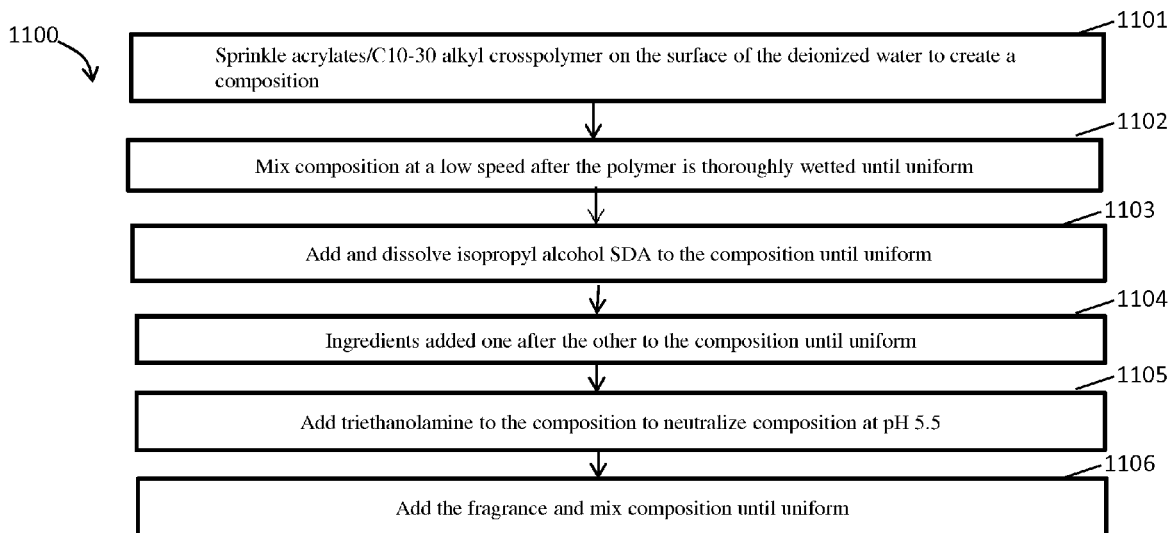 1100
1101
Sprinkle acrylates/C10-30 alkyl crosspolymer on the surface of the deionized water to create a
composition
1102
Mix composition at a low speed after the polymer is thoroughly wetted until uniform
1103
Add and dissolve isopropyl alcohol SDA to the composition until uniform
1104
Ingredients added one after the other to the composition until uniform
1105
Add triethanolamine to the composition to neutralize composition at pH 5.5
1106
Add the fragrance and mix composition until uniform